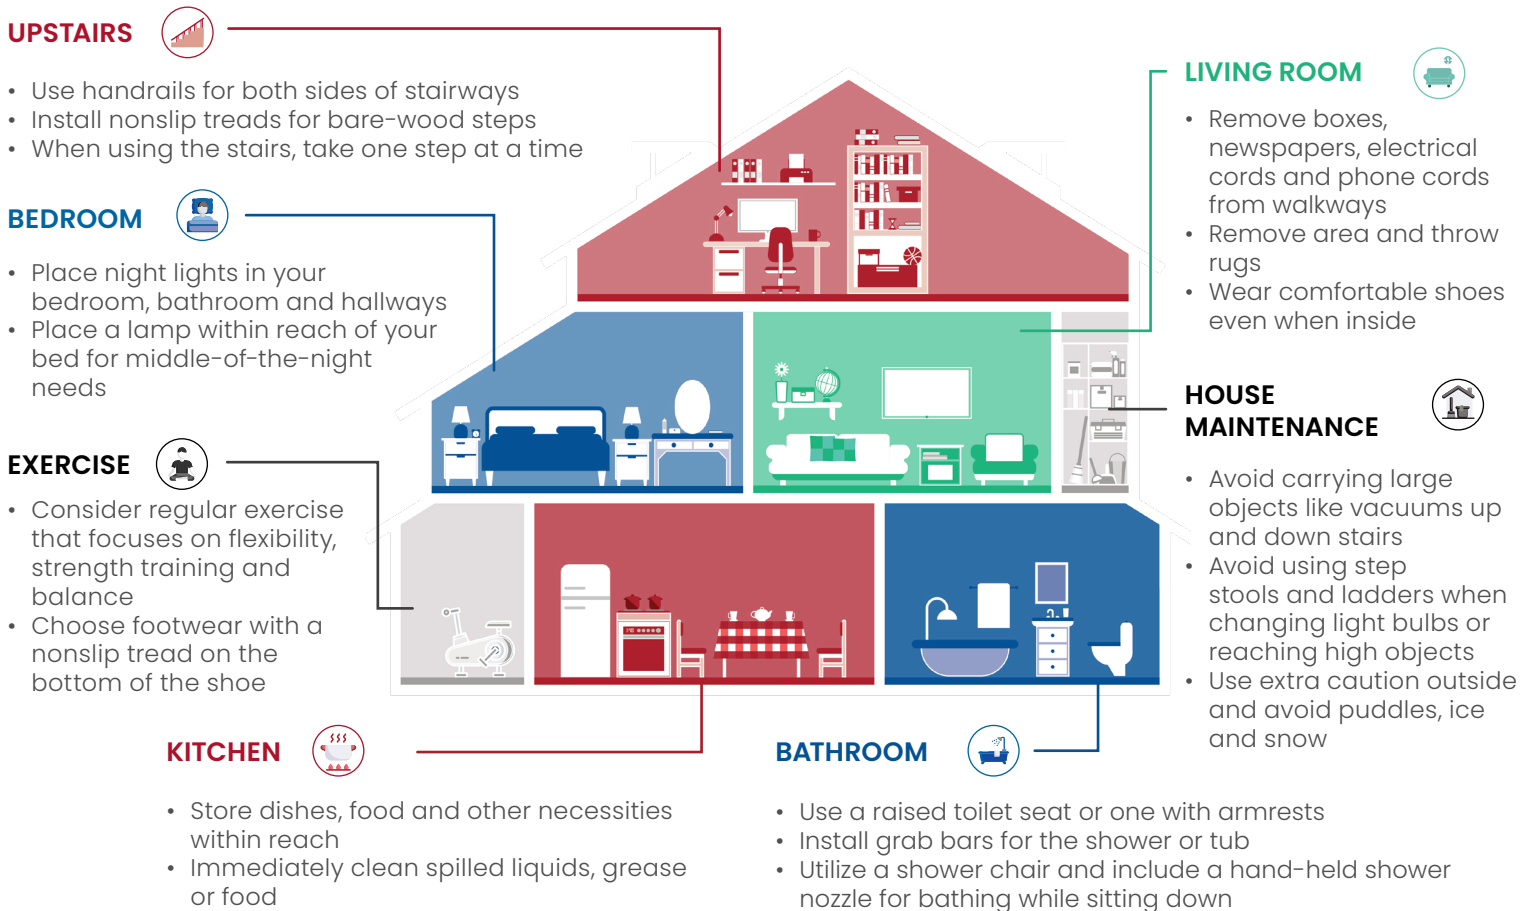 UPSTAIRS
• Use handrails for both sides of stairways
• Install nonslip treads for bare-wood steps
• When using the stairs, take one step at a time
BEDROOM
• Place night lights in your
bedroom, bathroom and hallways
• Place a lamp within reach of your
bed for middle-of-the-night
needs
EXERCISE
• Consider regular exercise
that focuses on flexibility,
strength training and
balance
• Choose footwear with a
nonslip tread on the
bottom of the shoe
LIVING ROOM
• Remove boxes,
newspapers, electrical
cords and phone cords
from walkways
• Remove area and throw
rugs
• Wear comfortable shoes
even when inside
HOUSE
MAINTENANCE
• Avoid carrying large
objects like vacuums up
and down stairs
• Avoid using step
stools and ladders when
changing light bulbs or
reaching high objects
• Use extra caution outside
and avoid puddles, ice
and snow
KITCHEN
• Store dishes, food and other necessities
within reach
• Immediately clean spilled liquids, grease
or food
BATHROOM
• Use a raised toilet seat or one with armrests
• Install grab bars for the shower or tub
• Utilize a shower chair and include a hand-held shower
nozzle for bathing while sitting down